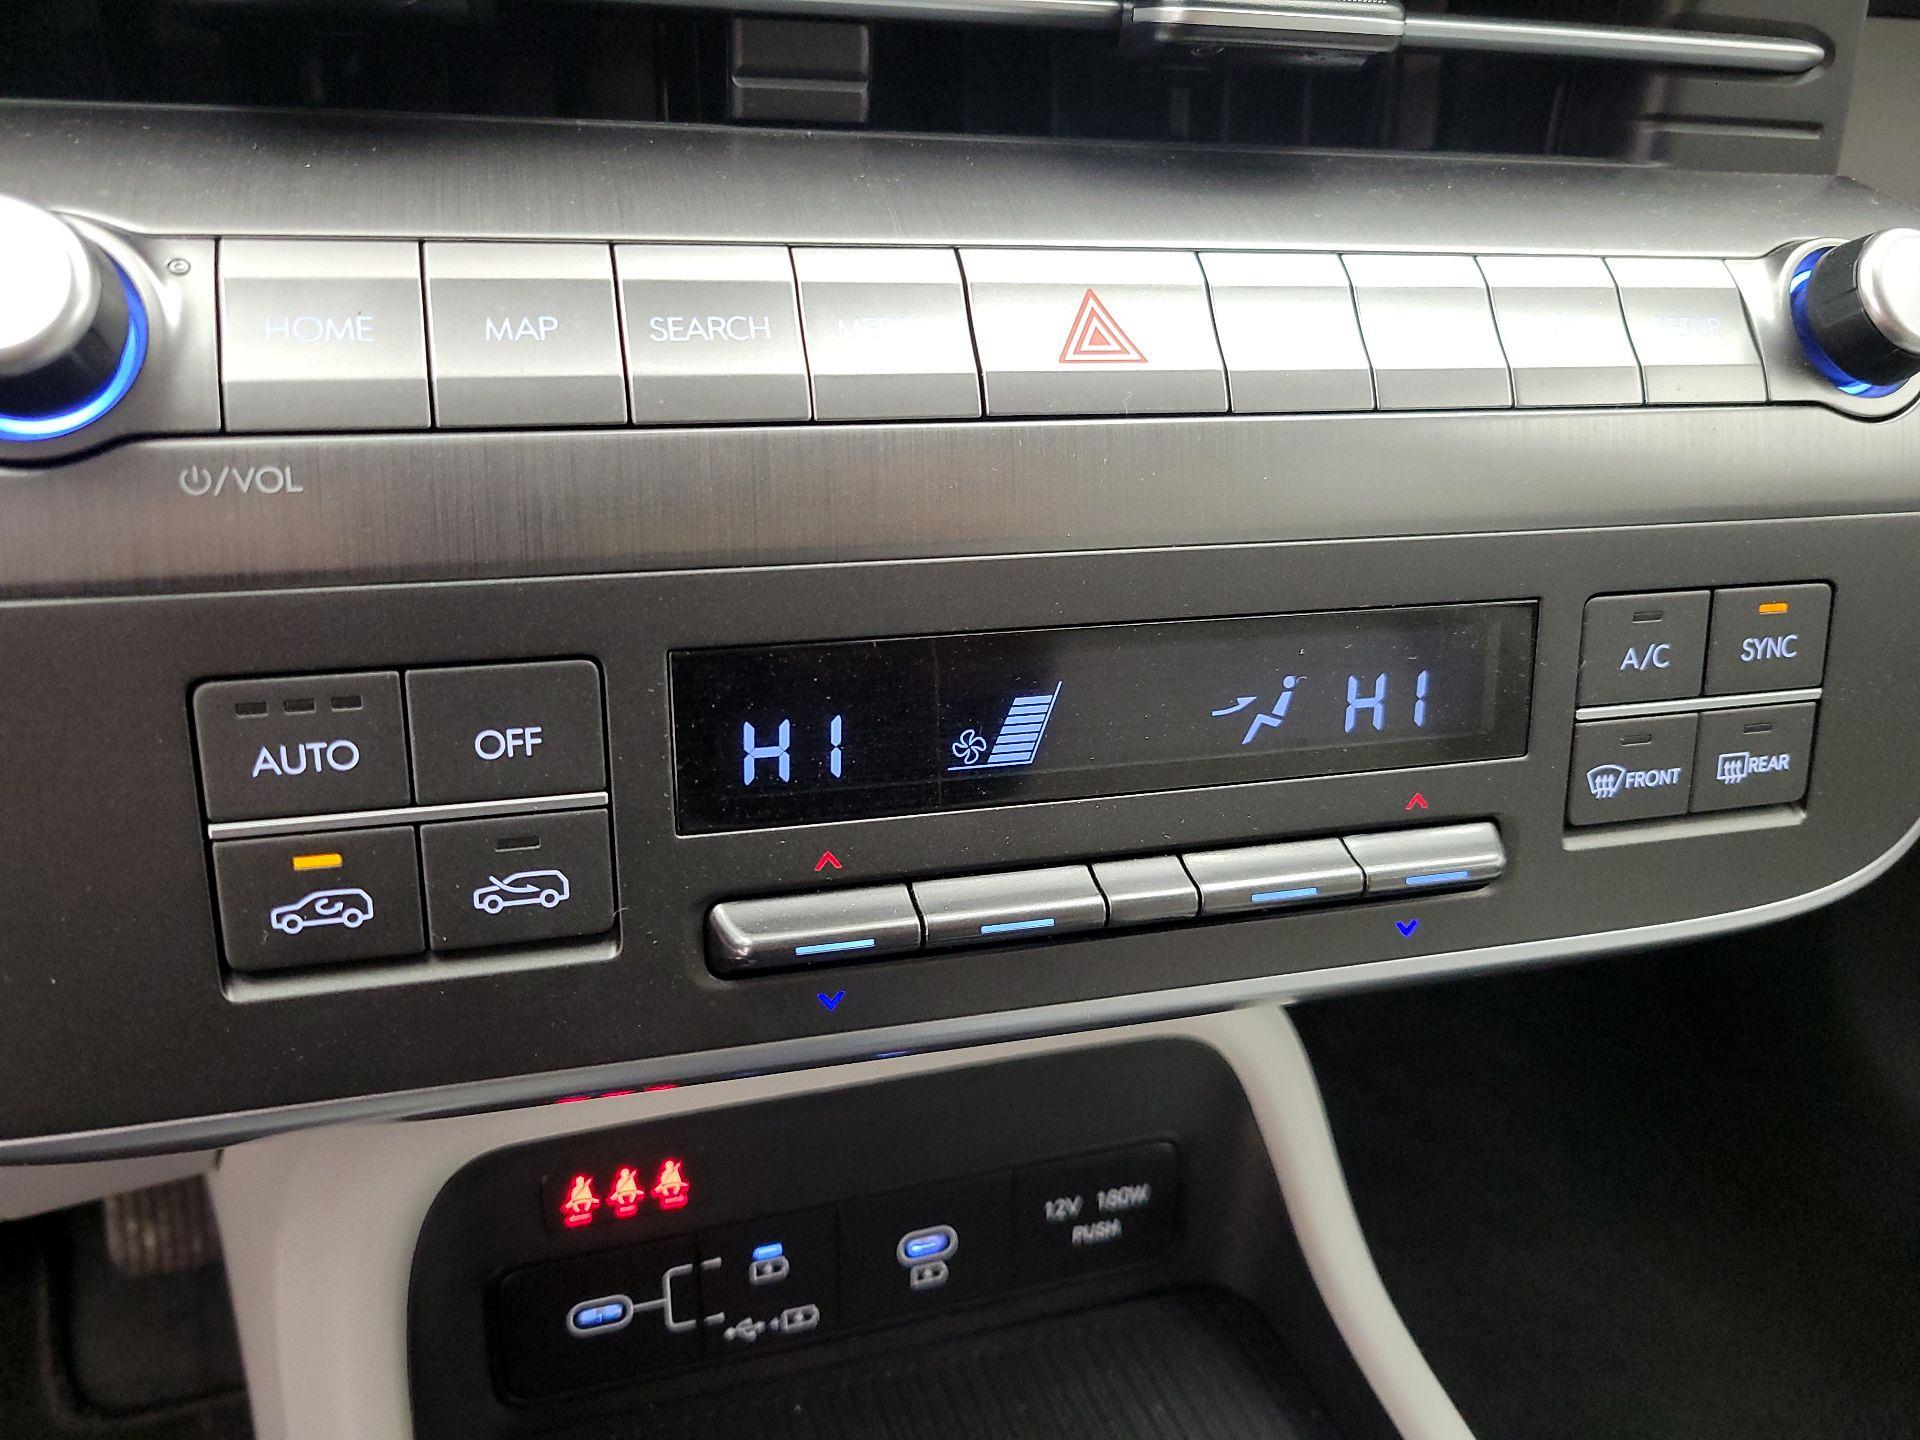 HOME
MAP
SEARCH
SETUP
/VOL
AUTO
OFF
HI
HI
A/C
SYNC
FRONT
REAR
12V 180W
PUSH